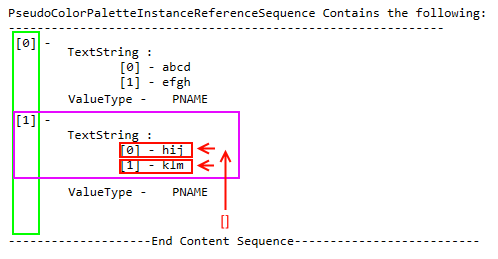 PseudoColorPaletteInstanceReferenceSequence Contains the following:
----------------------------------------------------------
[0] -
TextString :
[0] - abcd
[1] - efgh
ValueType -    PNAME
[1] -
TextString :
[0] - hij
[1] - klm
ValueType -    PNAME
[]
-------------------End Content Sequence-------------------------